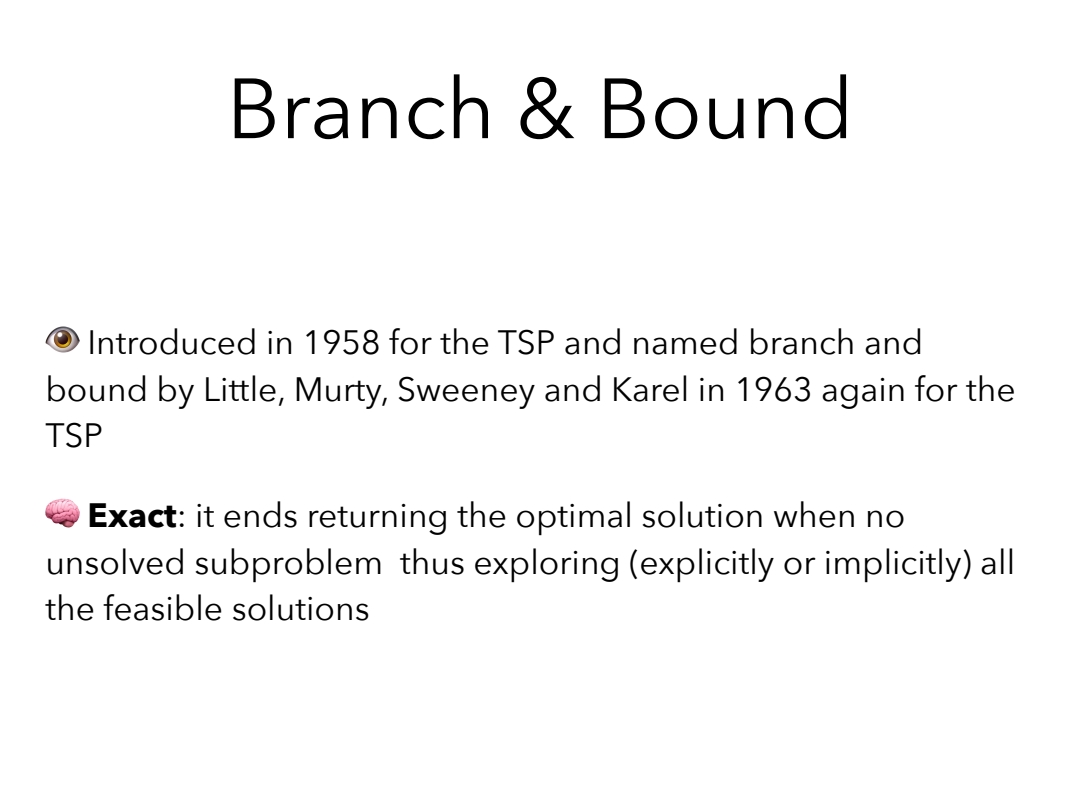 Branch & Bound
👁 Introduced in 1958 for the TSP and named branch and
bound by Little, Murty, Sweeney and Karel in 1963 again for the
TSP
🧠 Exact: it ends returning the optimal solution when no
unsolved subproblem  thus exploring (explicitly or implicitly) all
the feasible solutions